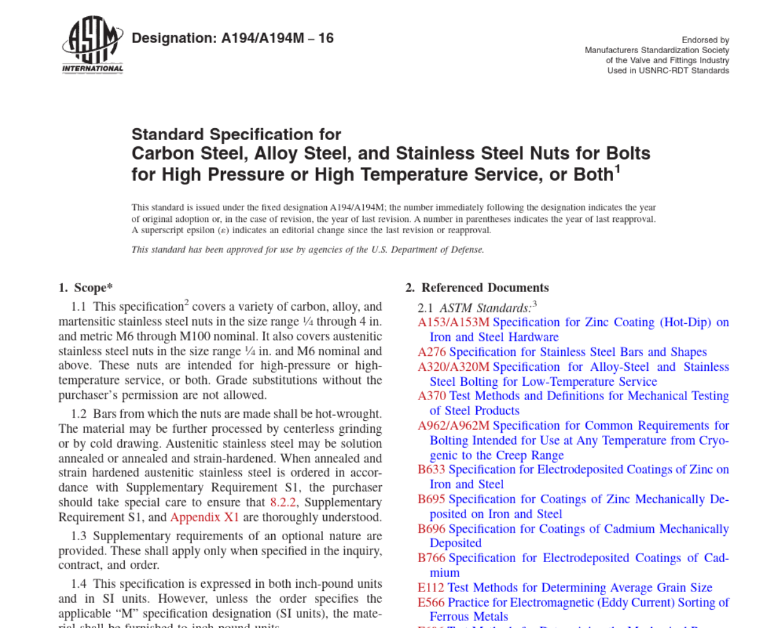 ASTM
INTERNATIONAL
Designation: A194/A194M – 16
Endorsed by
Manufacturers Standardization Society
of the Valve and Fittings Industry
Used in USNRC-RDT Standards
Standard Specification for
Carbon Steel, Alloy Steel, and Stainless Steel Nuts for Bolts
for High Pressure or High Temperature Service, or Both1
This standard is issued under the fixed designation A194/A194M; the number immediately following the designation indicates the year
of original adoption or, in the case of revision, the year of last revision. A number in parentheses indicates the year of last reapproval.
A superscript epsilon (ε) indicates an editorial change since the last revision or reapproval.
This standard has been approved for use by agencies of the U.S. Department of Defense.
1. Scope*
1.1 This specification2 covers a variety of carbon, alloy, and
martensitic stainless steel nuts in the size range 1⁄4 through 4 in.
and metric M6 through M100 nominal. It also covers austenitic
stainless steel nuts in the size range 1⁄4 in. and M6 nominal and
above. These nuts are intended for high-pressure or high-
temperature service, or both. Grade substitutions without the
purchaser’s permission are not allowed.
1.2 Bars from which the nuts are made shall be hot-wrought.
The material may be further processed by centerless grinding
or by cold drawing. Austenitic stainless steel may be solution
annealed or annealed and strain-hardened. When annealed and
strain hardened austenitic stainless steel is ordered in accor-
dance with Supplementary Requirement S1, the purchaser
should take special care to ensure that 8.2.2, Supplementary
Requirement S1, and Appendix X1 are thoroughly understood.
1.3 Supplementary requirements of an optional nature are
provided. These shall apply only when specified in the inquiry,
contract, and order.
1.4 This specification is expressed in both inch-pound units
and in SI units. However, unless the order specifies the
applicable “M” specification designation (SI units), the mate-
rial shall be furnished to inch-pound units.
2. Referenced Documents
2.1 ASTM Standards:3
A153/A153M Specification for Zinc Coating (Hot-Dip) on
Iron and Steel Hardware
A276 Specification for Stainless Steel Bars and Shapes
A320/A320M Specification for Alloy-Steel and Stainless
Steel Bolting for Low-Temperature Service
A370 Test Methods and Definitions for Mechanical Testing
of Steel Products
A962/A962M Specification for Common Requirements for
Bolting Intended for Use at Any Temperature from Cryo-
genic to the Creep Range
B633 Specification for Electrodeposited Coatings of Zinc on
Iron and Steel
B695 Specification for Coatings of Zinc Mechanically De-
posited on Iron and Steel
B696 Specification for Coatings of Cadmium Mechanically
Deposited
B766 Specification for Electrodeposited Coatings of Cad-
mium
E112 Test Methods for Determining Average Grain Size
E566 Practice for Electromagnetic (Eddy Current) Sorting of
Ferrous Metals